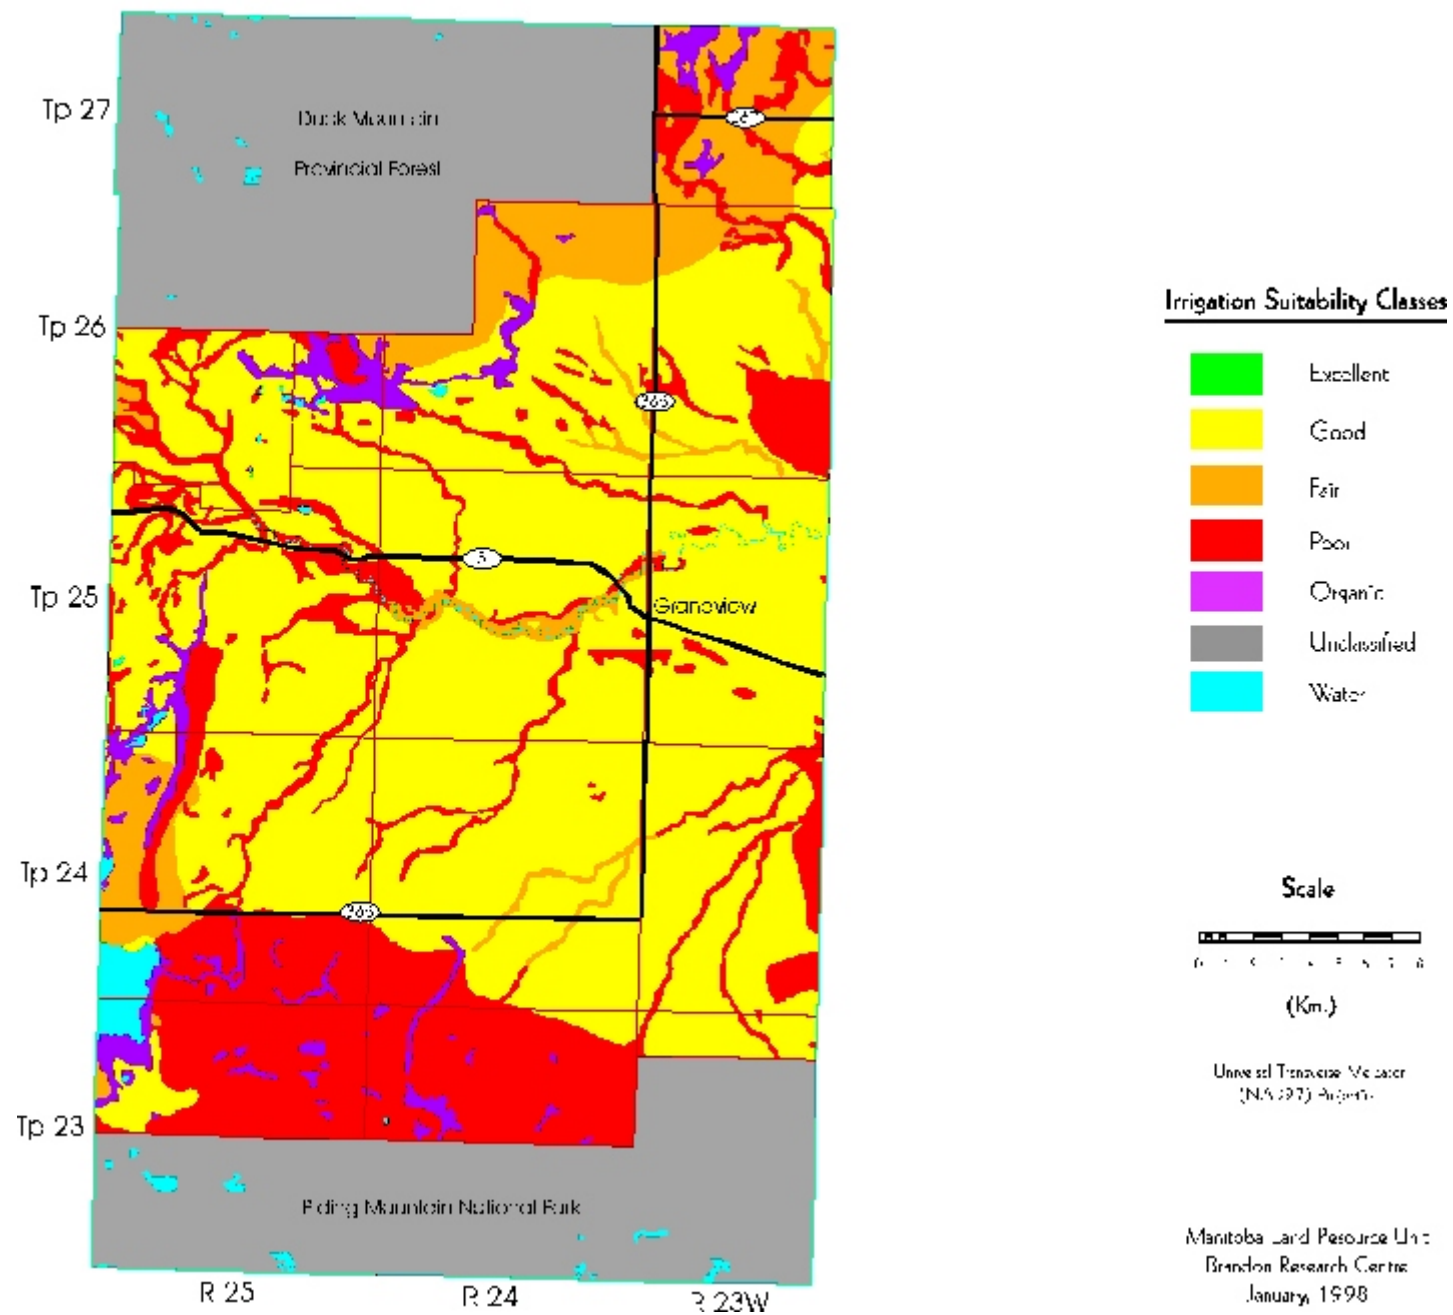 Tp 27
Duck Mountain
Provincial Forest
Tp 26
266
5
Tp 25
Grandview
Tp 24
Tp 23
Riding Mountain National Park
R 25
R 24
R 23W
Irrigation Suitability Classes
Excellent
Good
Fair
Poor
Organic
Unclassified
Water
Scale
(Km.)
Universal Transverse Mercator
Manitoba Land Resource Unit
Brandon Research Centre
January, 1998